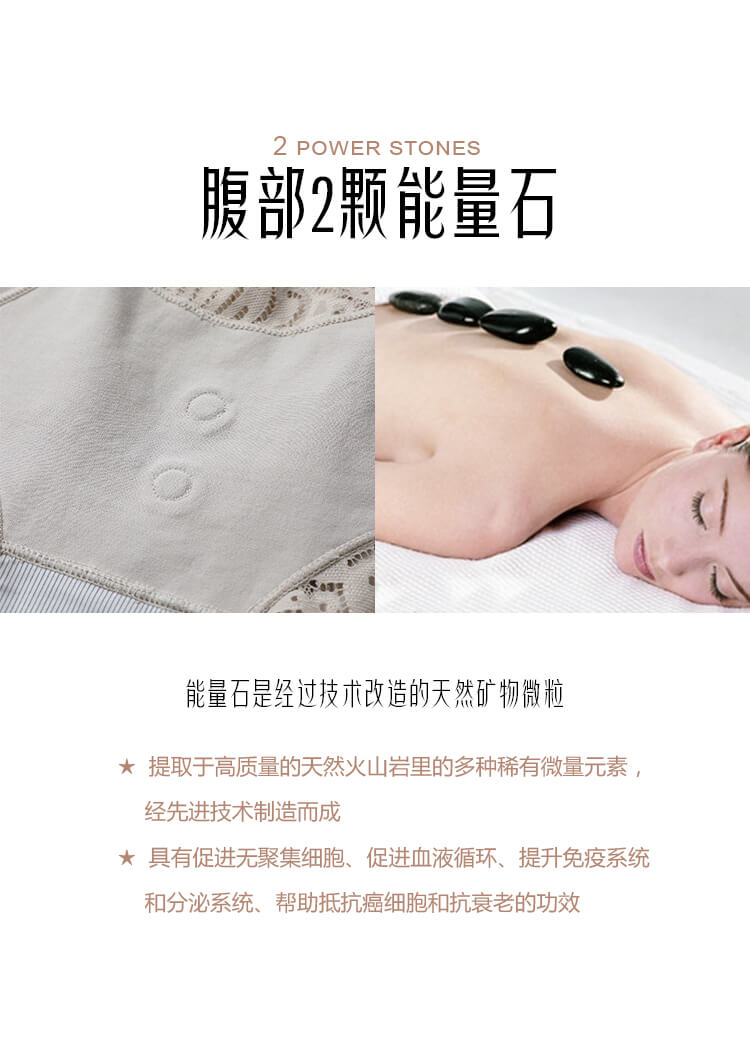 2 POWER STONES
腹部2颗能量石
能量石是经过技术改造的天然矿物微粒
★ 提取于高质量的天然火山岩里的多种稀有微量元素，
经先进技术制造而成
★ 具有促进无聚集细胞、促进血液循环、提升免疫系统
和分泌系统、帮助抵抗癌细胞和抗衰老的功效